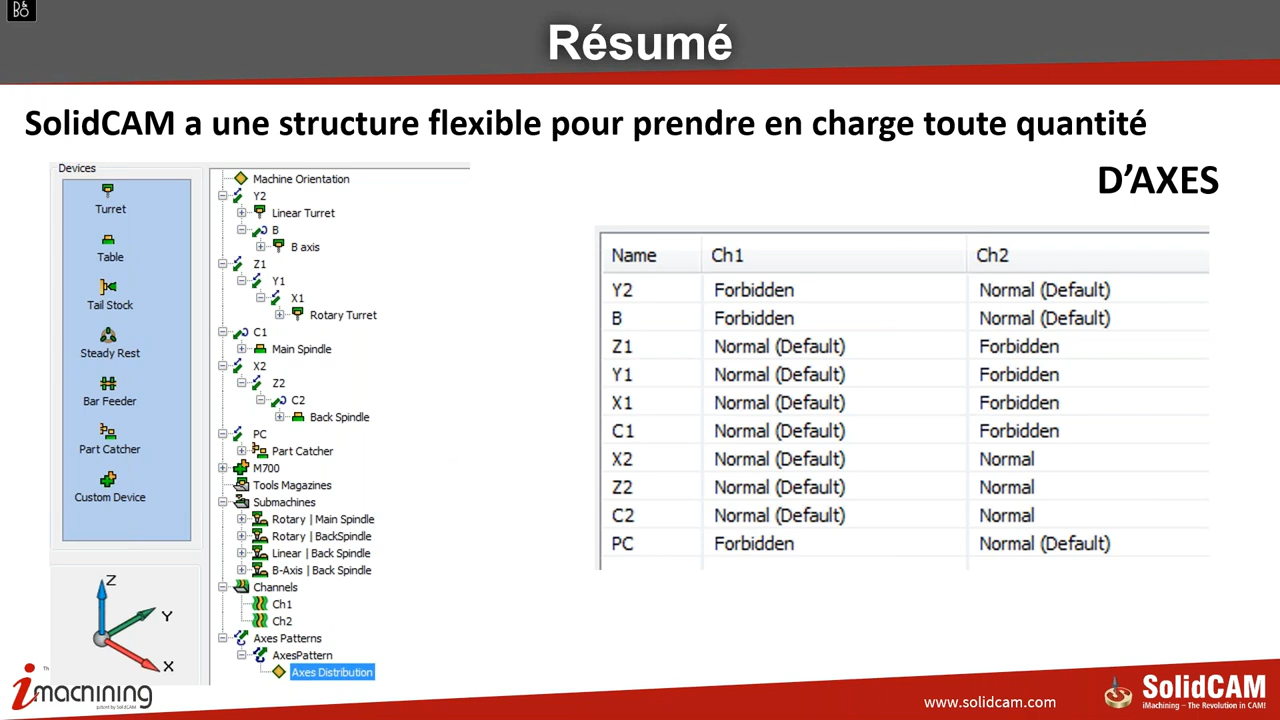 B&O
Résumé
SolidCAM a une structure flexible pour prendre en charge toute quantité
D'AXES
Devices
Turret
Table
Tail Stock
Steady Rest
Bar Feeder
Part Catcher
Custom Device
Z
Y
X
Machine Orientation
Y2
Linear Turret
B
B axis
Z1
Y1
X1
Rotary Turret
C1
Main Spindle
X2
Z2
C2
Back Spindle
PC
Part Catcher
M700
Tools Magazines
Submachines
Rotary | Main Spindle
Rotary | BackSpindle
Linear | Back Spindle
B-Axis | Back Spindle
Channels
Ch1
Ch2
Axes Patterns
AxesPattern
Axes Distribution
Name Ch1 Ch2
Y2 Forbidden Normal (Default)
B Forbidden Normal (Default)
Z1 Normal (Default) Forbidden
Y1 Normal (Default) Forbidden
X1 Normal (Default) Forbidden
C1 Normal (Default) Forbidden
X2 Normal (Default) Normal
Z2 Normal (Default) Normal
C2 Normal (Default) Normal
PC Forbidden Normal (Default)
Th
iMachining
patent by SolidCAM
www.solidcam.com
SolidCAM
iMachining – The Revolution in CAM!